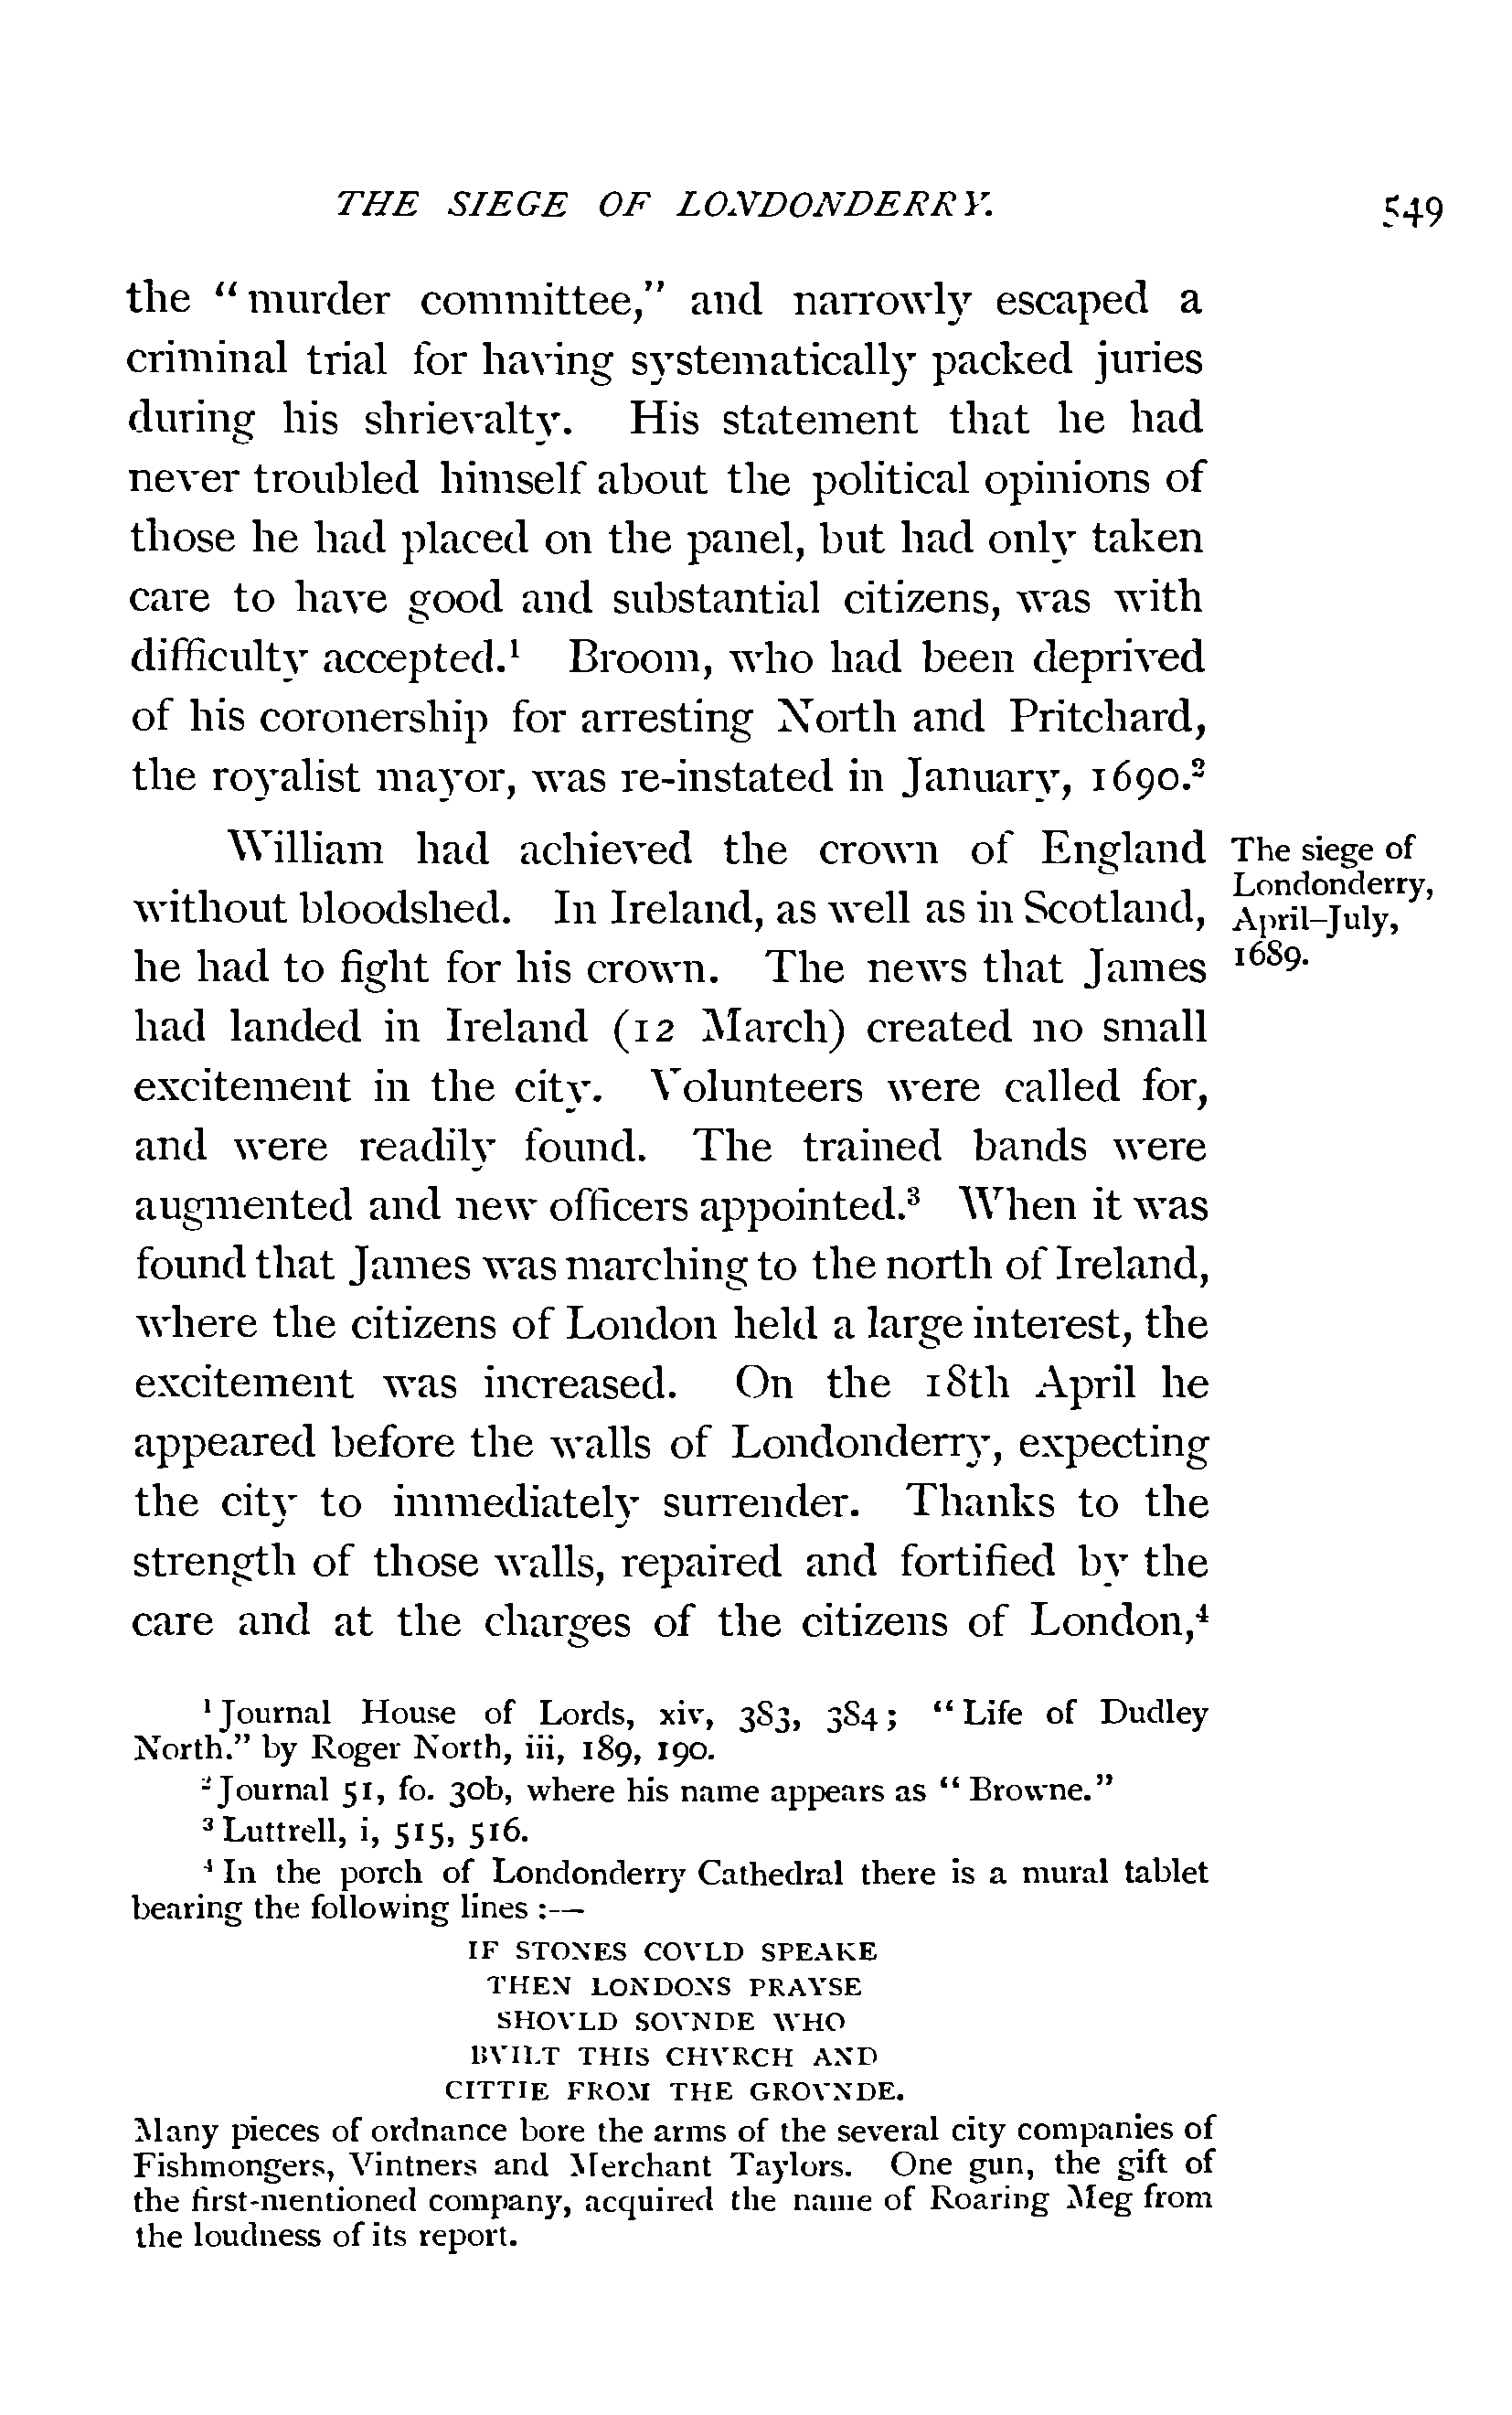 THE SIEGE OF LONDONDERRY.
549
the “murder committee,” and narrowly escaped a
criminal trial for having systematically packed juries
during his shrievalty. His statement that he had
never troubled himself about the political opinions of
those he had placed on the panel, but had only taken
care to have good and substantial citizens, was with
difficulty accepted.¹ Broom, who had been deprived
of his coronership for arresting North and Pritchard,
the royalist mayor, was re-instated in January, 1690.²
William had achieved the crown of England
without bloodshed. In Ireland, as well as in Scotland,
he had to fight for his crown. The news that James
had landed in Ireland (12 March) created no small
excitement in the city. Volunteers were called for,
and were readily found. The trained bands were
augmented and new officers appointed.³ When it was
found that James was marching to the north of Ireland,
where the citizens of London held a large interest, the
excitement was increased. On the 18th April he
appeared before the walls of Londonderry, expecting
the city to immediately surrender. Thanks to the
strength of those walls, repaired and fortified by the
care and at the charges of the citizens of London,⁴
The siege of
Londonderry,
April–July,
1689.
¹ Journal House of Lords, xiv, 383, 384; “Life of Dudley
North.” by Roger North, iii, 189, 190.
² Journal 51, fo. 30b, where his name appears as “Browne.”
³ Luttrell, i, 515, 516.
⁴ In the porch of Londonderry Cathedral there is a mural tablet
bearing the following lines :—
IF STONES COVLD SPEAKE
THEN LONDONS PRAYSE
SHOVLD SOVNDE WHO
BVILT THIS CHVRCH AND
CITTIE FROM THE GROVNDE.
Many pieces of ordnance bore the arms of the several city companies of
Fishmongers, Vintners and Merchant Taylors. One gun, the gift of
the first-mentioned company, acquired the name of Roaring Meg from
the loudness of its report.